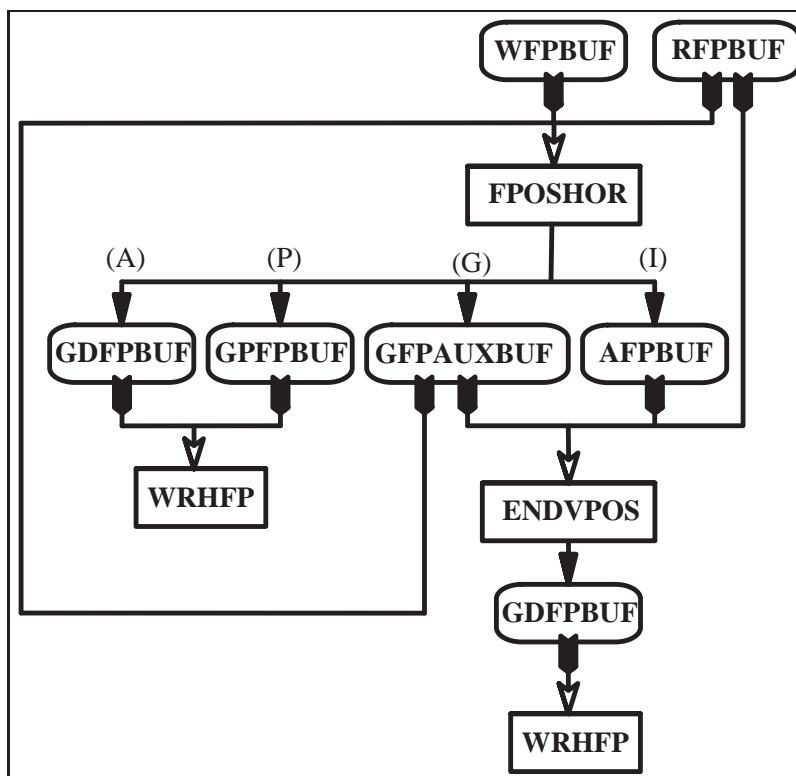 WFPBUF RFPBUF
FPOSHOR
(A) (P) (G) (I)
GDFPBUF GPFPBUF GFPAUXBUF AFPBUF
WRHFP
ENDVPOS
GDFPBUF
WRHFP